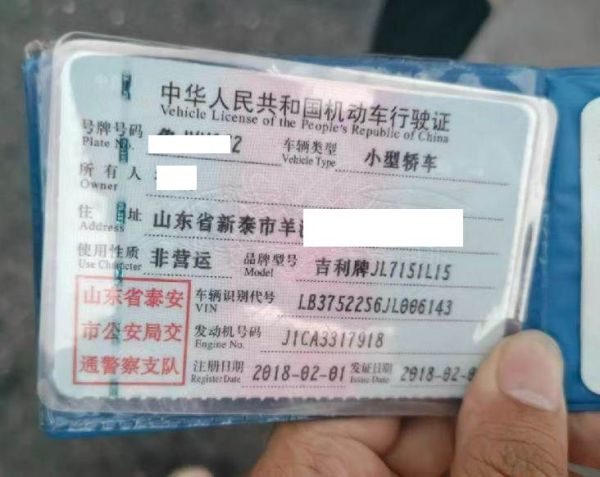 中华人民共和国机动车行驶证
Vehicle License of the People's Republic of China
号牌号码 2 车辆类型 小型轿车
Plate No. Vehicle Type
所有人
Owner
住址 山东省新泰市羊
Address
使用性质 非营运 品牌型号 吉利牌JL7151L15
Use Character Model
山东省泰安
市公安局交
通警察支队
车辆识别代号 LB37522S6JL006143
VIN
发动机号码 J1CA3317918
Engine No.
注册日期 2018-02-01 发证日期 2018-02-0
Register Date Issue Date